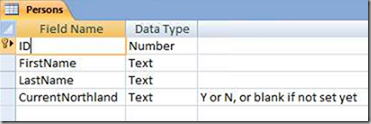 Persons
Field Name Data Type
ID Number
FirstName Text
LastName Text
CurrentNorthland Text Y or N, or blank if not set yet